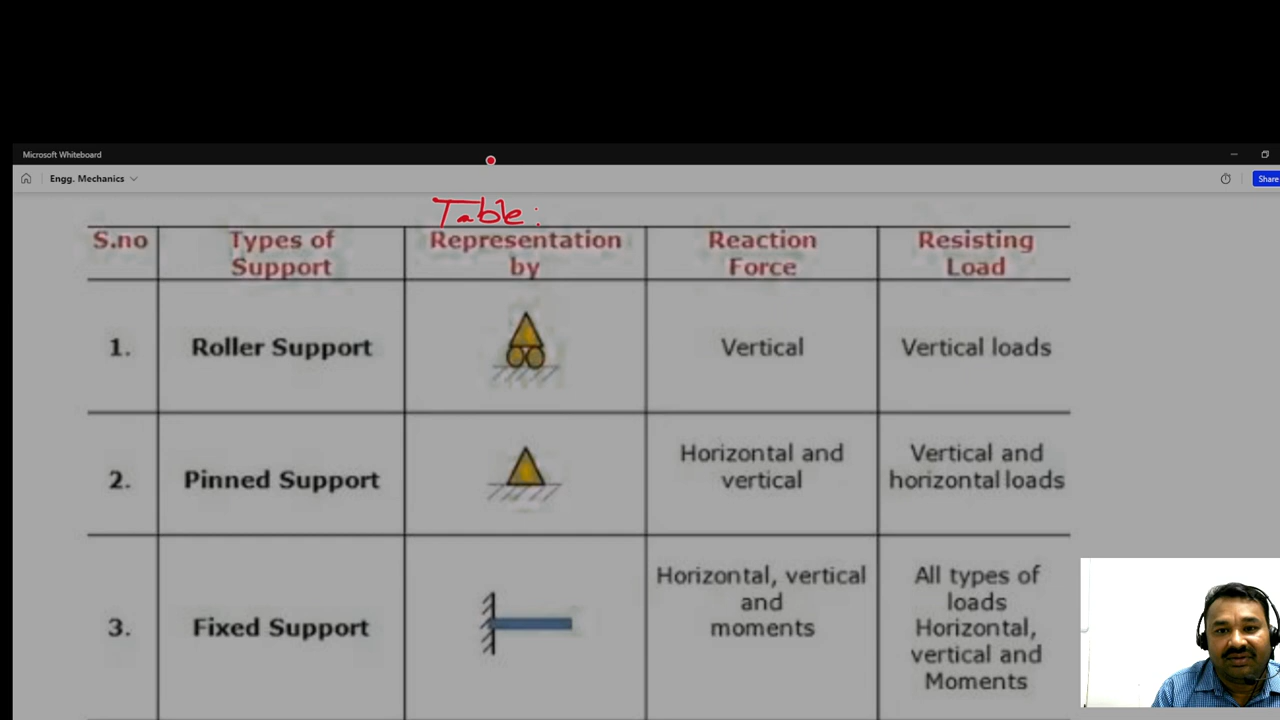 Microsoft Whiteboard
Engg. Mechanics
Share
Table:
S.no
Types of
Support
Representation
by
Reaction
Force
Resisting
Load
1.
Roller Support
Vertical
Vertical loads
2.
Pinned Support
Horizontal and
vertical
Vertical and
horizontal loads
3.
Fixed Support
Horizontal, vertical
and
moments
All types of
loads
Horizontal,
vertical and
Moments